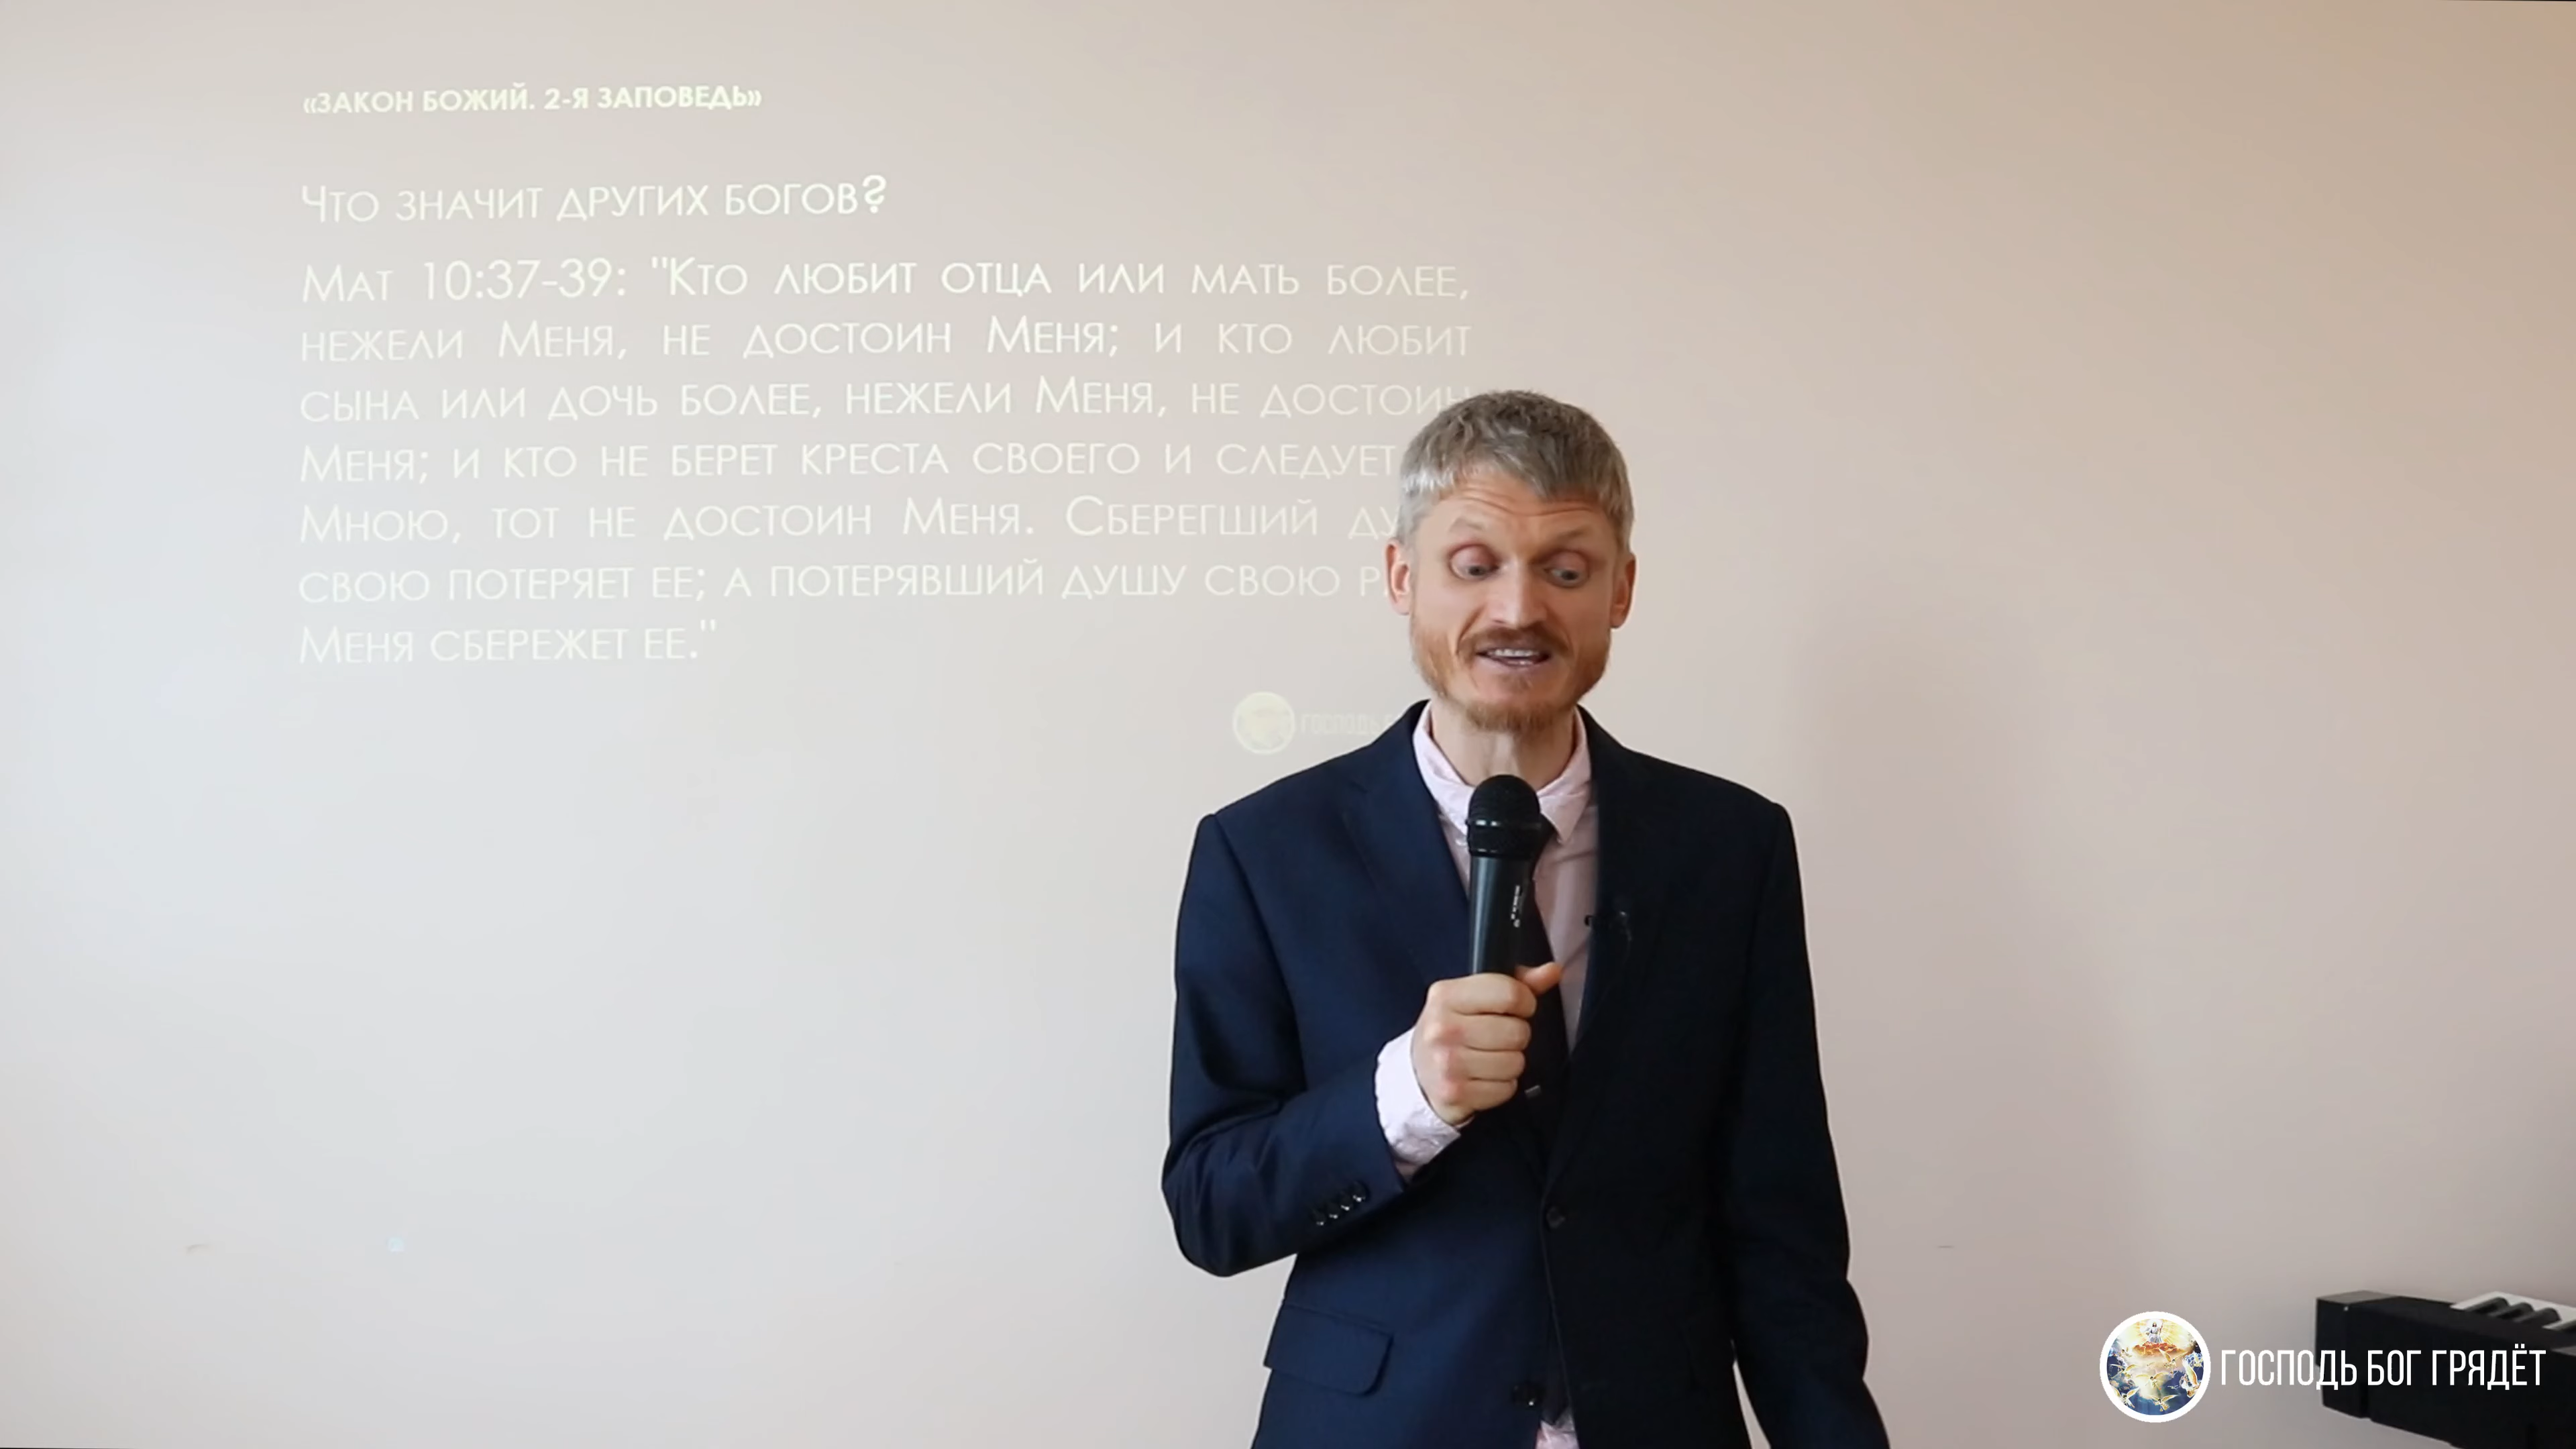 «ЗАКОН БОЖИЙ. 2-Я ЗАПОВЕДЬ»
Что значит других богов?
Мат 10:37-39: "Кто любит отца или мать более,
нежели Меня, не достоин Меня; и кто любит
сына или дочь более, нежели Меня, не достоин
Меня; и кто не берет креста своего и следует
Мною, тот не достоин Меня. Сберегший
свою потеряет ее; а потерявший душу свою
Меня сбережет ее."
ГОСПОДЬ
ГОСПОДЬ БОГ ГРЯДЁТ